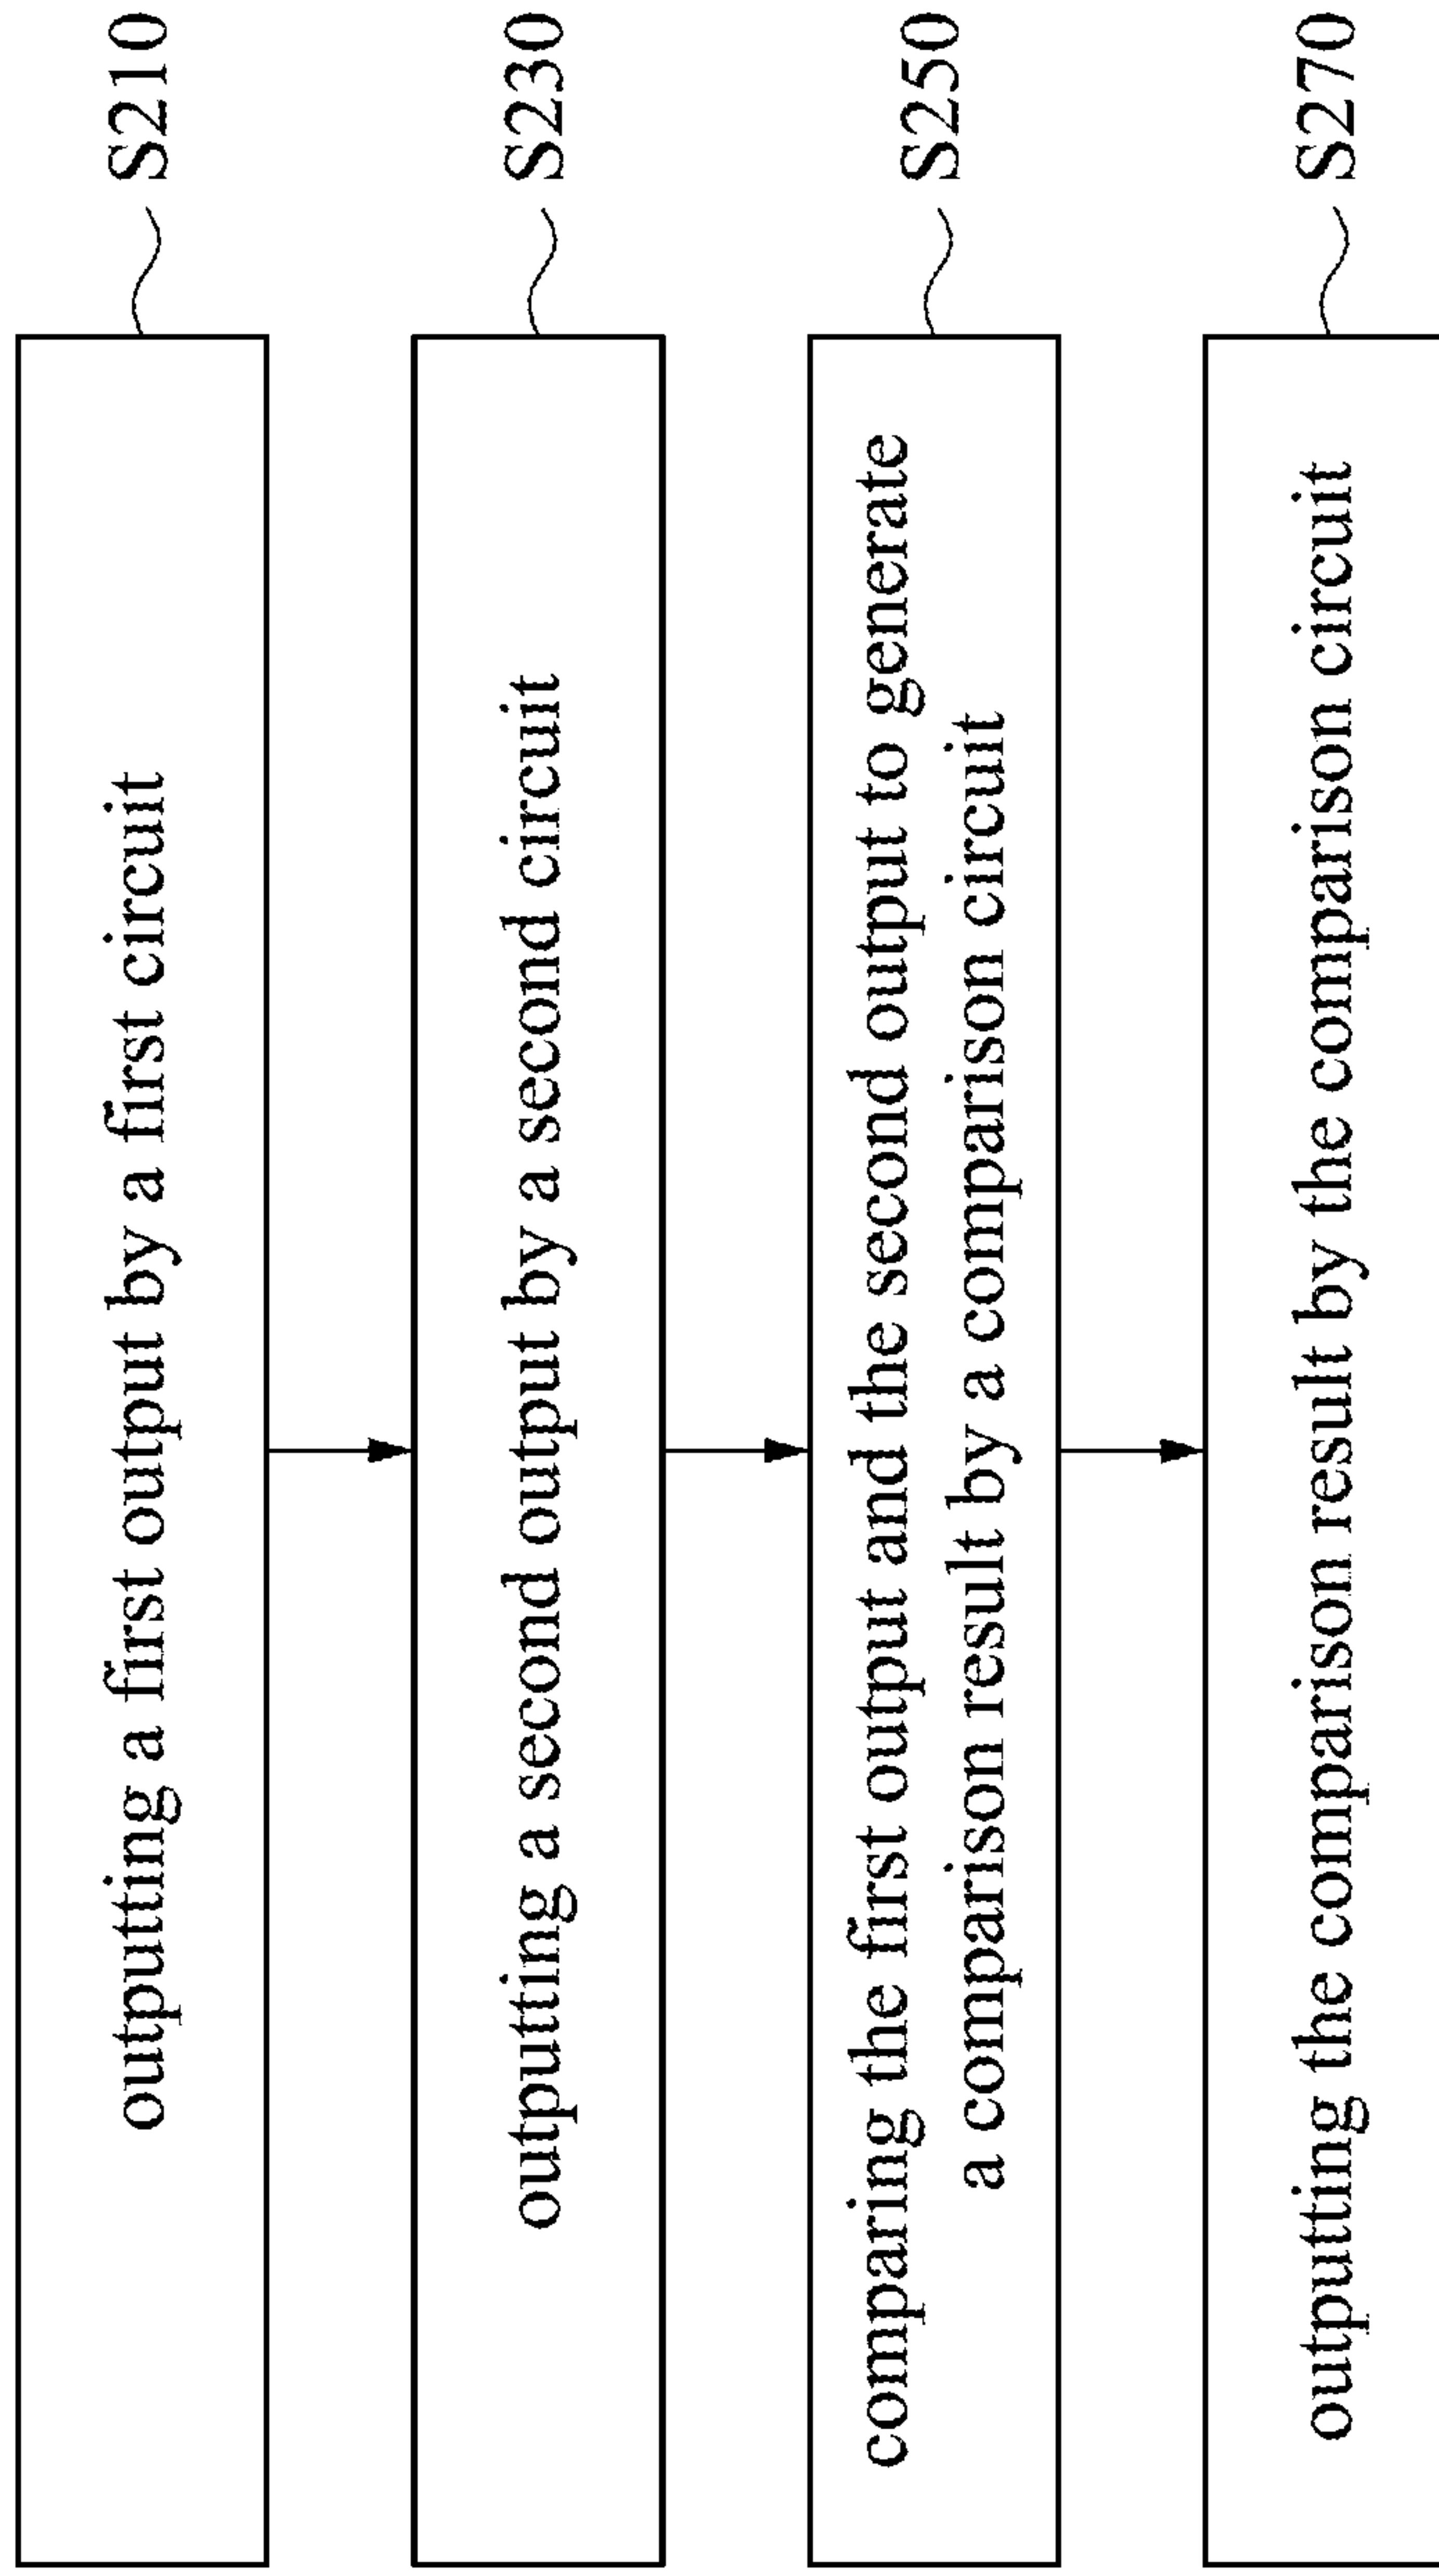 outputting a first output by a first circuit
S210
outputting a second output by a second circuit
S230
comparing the first output and the second output to generate
a comparison result by a comparison circuit
S250
outputting the comparison result by the comparison circuit
S270